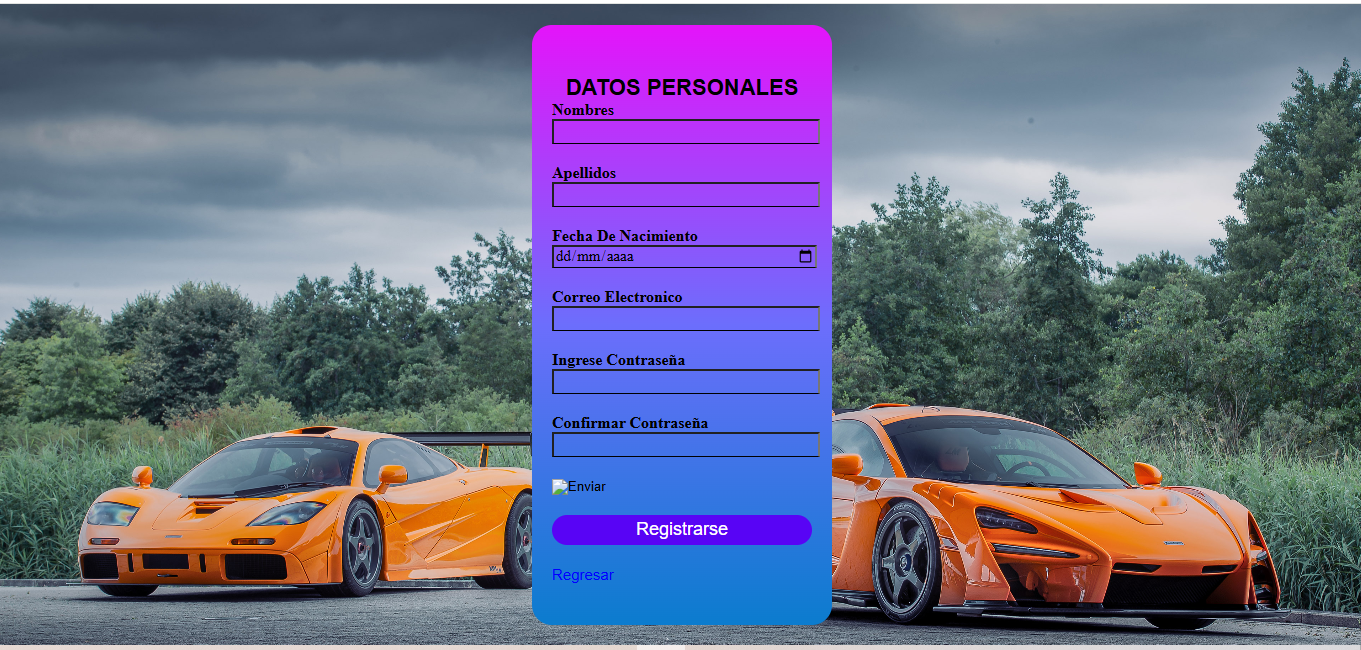 DATOS PERSONALES
Nombres
Apellidos
Fecha De Nacimiento
dd/mm/aaaa
Correo Electronico
Ingrese Contraseña
Confirmar Contraseña
Enviar
Registrarse
Regresar